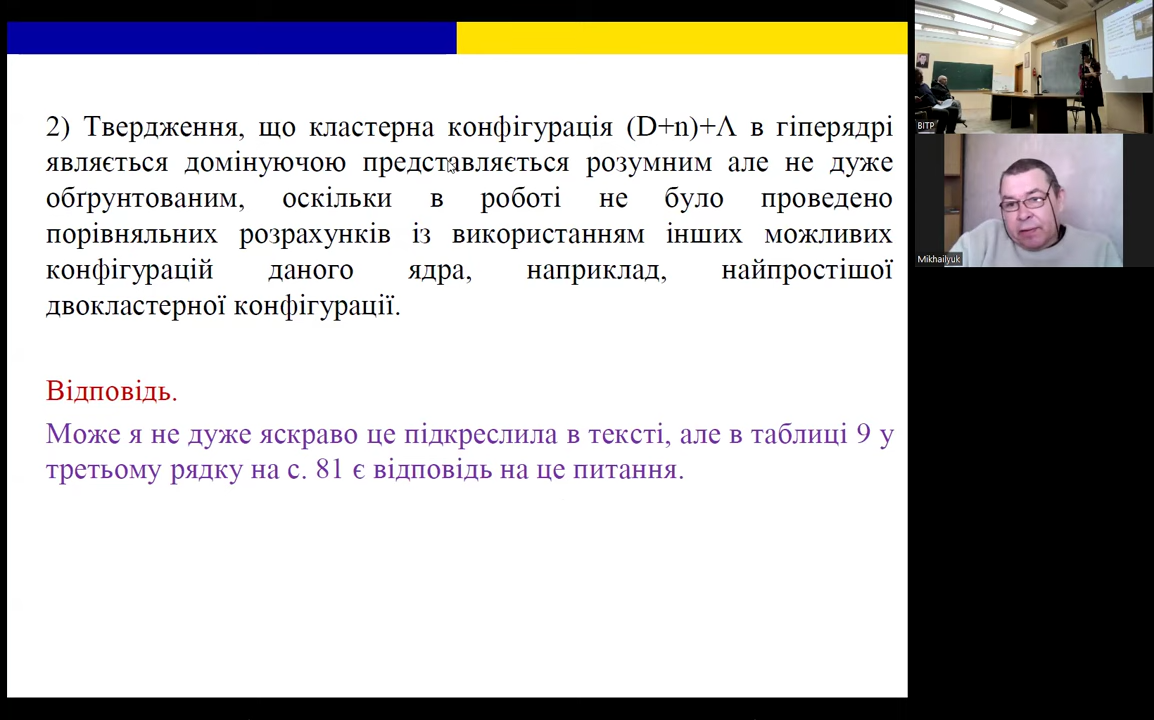 2) Твердження, що кластерна конфігурація (D+n)+Λ в гіперядрі
являється домінуючою представляється розумним але не дуже
обґрунтованим, оскільки в роботі не було проведено
порівняльних розрахунків із використанням інших можливих
конфігурацій даного ядра, наприклад, найпростішої
двокластерної конфігурації.
Відповідь.
Може я не дуже яскраво це підкреслила в тексті, але в таблиці 9 у
третьому рядку на с. 81 є відповідь на це питання.
BITP
Mikhailyuk